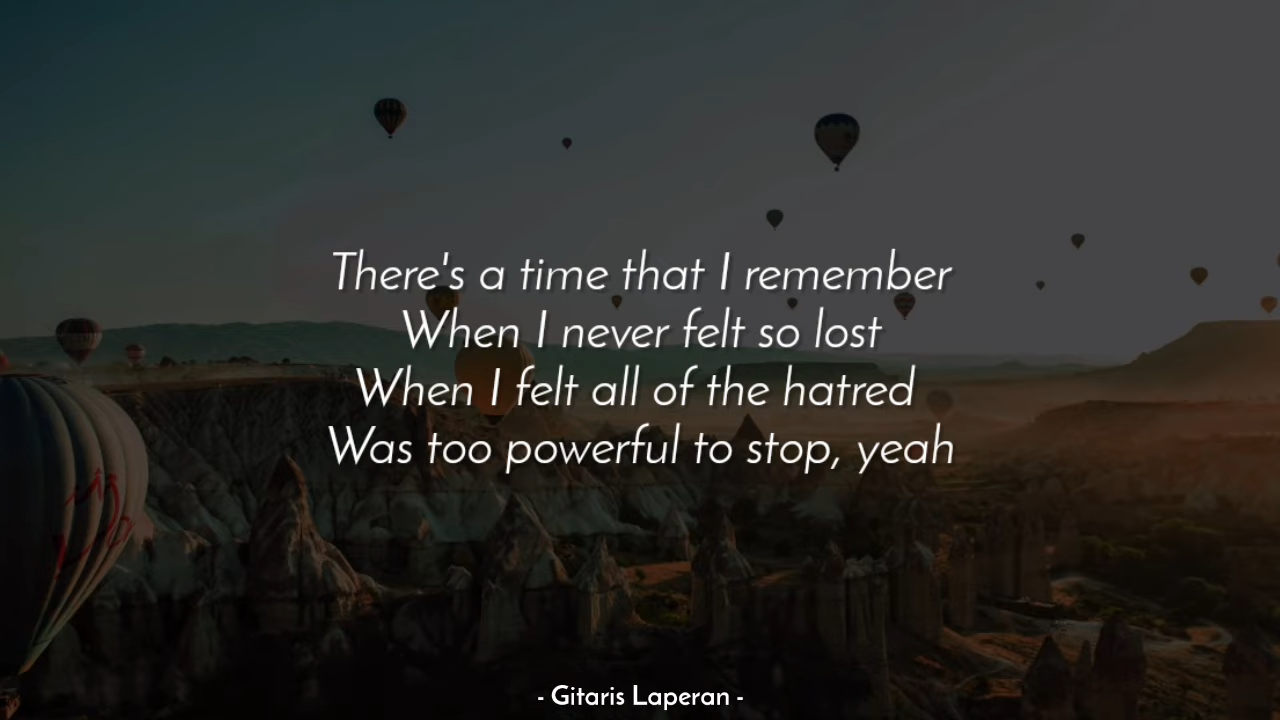 There's a time that I remember
When I never felt so lost
When I felt all of the hatred
Was too powerful to stop, yeah
- Gitaris Laperan -